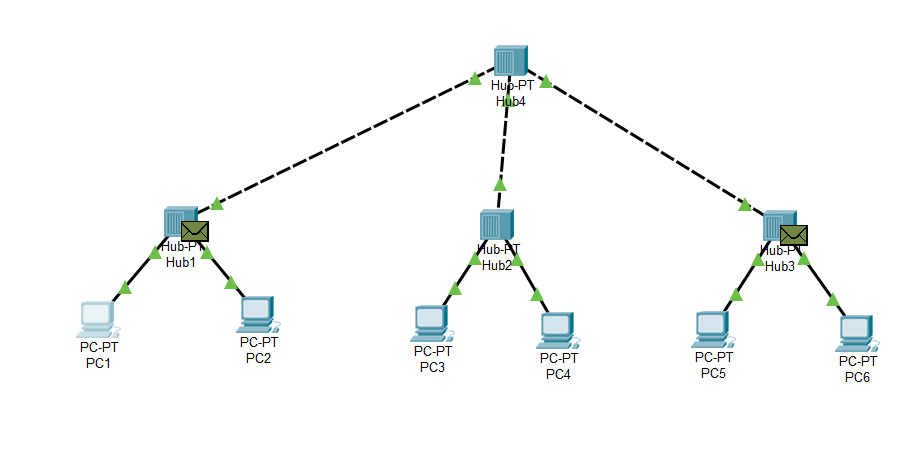 Hub-PT
Hub4
Hub-PT
Hub1
Hub-PT
Hub2
Hub-PT
Hub3
PC-PT
PC1
PC-PT
PC2
PC-PT
PC3
PC-PT
PC4
PC-PT
PC5
PC-PT
PC6